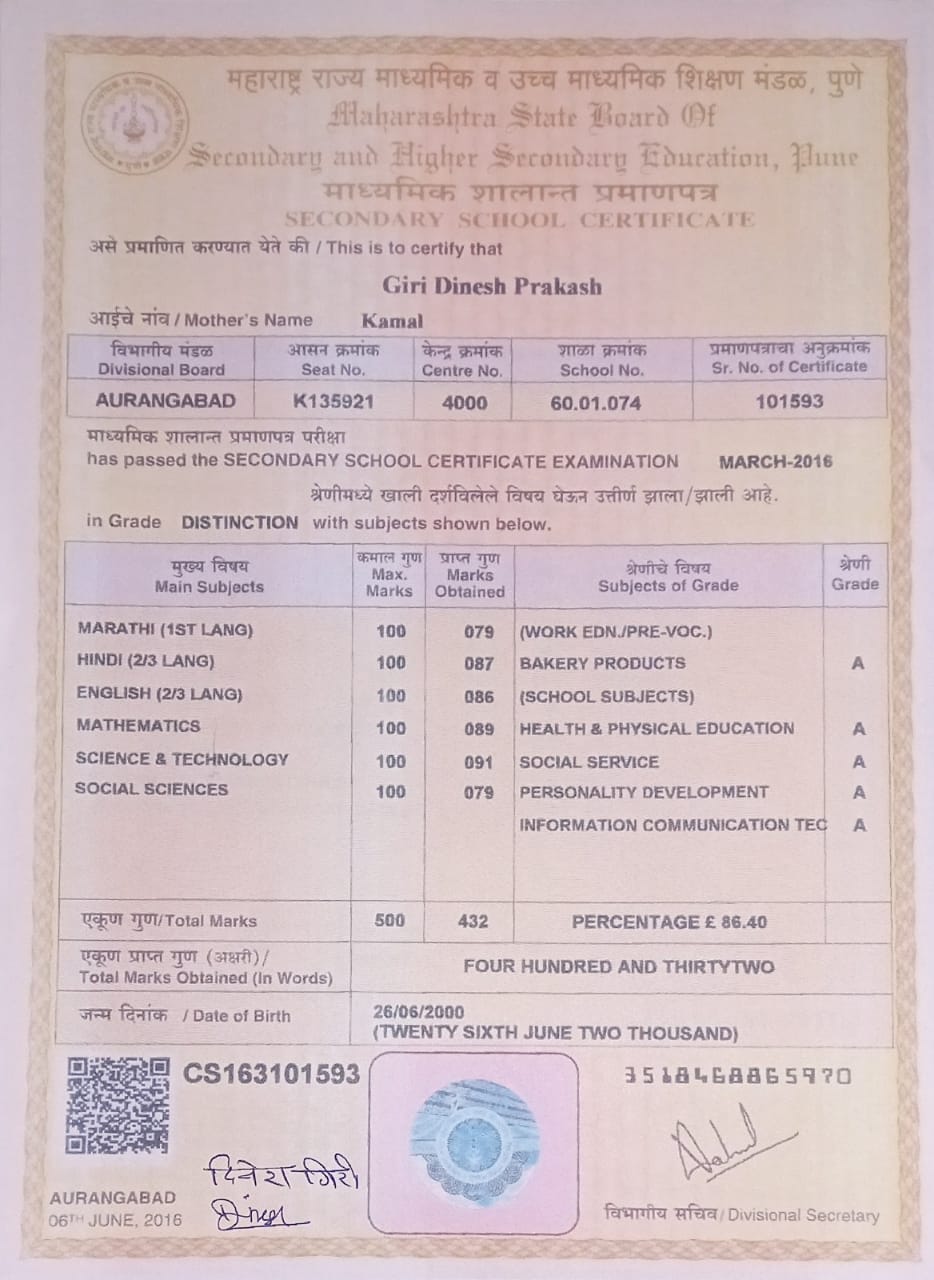 महाराष्ट्र राज्य माध्यमिक व उच्च माध्यमिक शिक्षण मंडळ, पुणे
Maharashtra State Board Of
Secondary and Higher Secondary Education, Pune
माध्यमिक शालान्त प्रमाणपत्र
SECONDARY SCHOOL CERTIFICATE
असे प्रमाणित करण्यात येते की / This is to certify that
Giri Dinesh Prakash
आईचे नांव / Mother's Name Kamal
विभागीय मंडळ आसन क्रमांक केन्द्र क्रमांक शाळा क्रमांक प्रमाणपत्राचा अनुक्रमांक
Divisional Board Seat No. Centre No. School No. Sr. No. of Certificate
AURANGABAD K135921 4000 60.01.074 101593
माध्यमिक शालान्त प्रमाणपत्र परीक्षा
has passed the SECONDARY SCHOOL CERTIFICATE EXAMINATION MARCH-2016
श्रेणीमध्ये खाली दर्शविलेले विषय घेऊन उत्तीर्ण झाला/झाली आहे.
in Grade DISTINCTION with subjects shown below.
मुख्य विषय कमाल गुण प्राप्त गुण श्रेणीचे विषय श्रेणी
Main Subjects Max. Marks Marks Obtained Subjects of Grade Grade
MARATHI (1ST LANG) 100 079 (WORK EDN./PRE-VOC.)
HINDI (2/3 LANG) 100 087 BAKERY PRODUCTS A
ENGLISH (2/3 LANG) 100 086 (SCHOOL SUBJECTS)
MATHEMATICS 100 089 HEALTH & PHYSICAL EDUCATION A
SCIENCE & TECHNOLOGY 100 091 SOCIAL SERVICE A
SOCIAL SCIENCES 100 079 PERSONALITY DEVELOPMENT A
INFORMATION COMMUNICATION TEC A
एकूण गुण/Total Marks 500 432 PERCENTAGE £ 86.40
एकूण प्राप्त गुण (अक्षरी)/
Total Marks Obtained (In Words) FOUR HUNDRED AND THIRTYTWO
जन्म दिनांक / Date of Birth 26/06/2000
(TWENTY SIXTH JUNE TWO THOUSAND)
CS163101593 3518468865970
दिनेश गिरी
AURANGABAD
06TH JUNE, 2016
विभागीय सचिव/Divisional Secretary